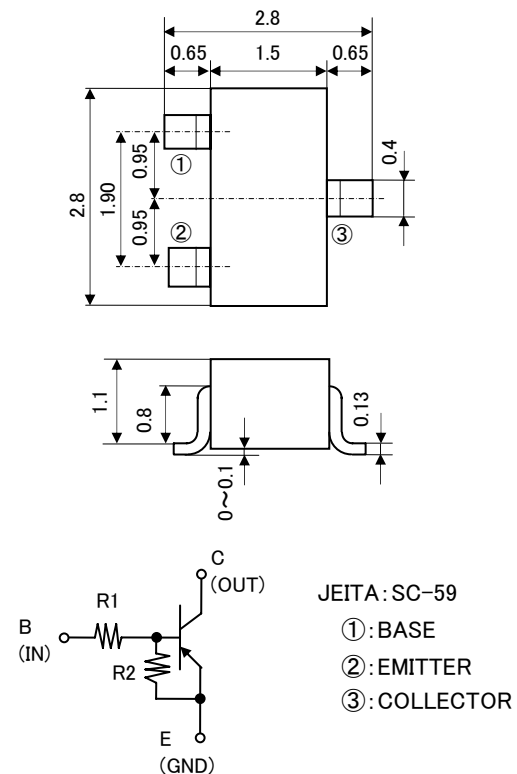 2.8
0.65 1.5 0.65
0.95
①
0.4
2.8
1.90
0.95
②
③
1.1
0.8
0.13
0～0.1
C
(OUT)
R1
B
(IN)
R2
E
(GND)
JEITA:SC-59
①:BASE
②:EMITTER
③:COLLECTOR